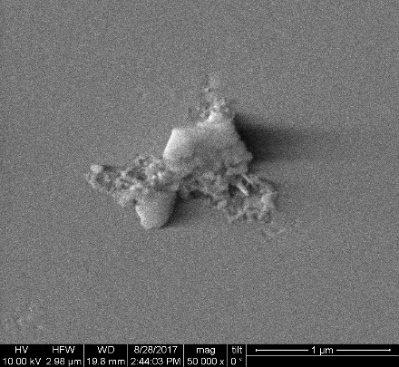 HV HFW WD 8/28/2017 mag tilt 1 µm
10.00 kV 2.98 µm 19.8 mm 2:44:03 PM 50 000 x 0 °